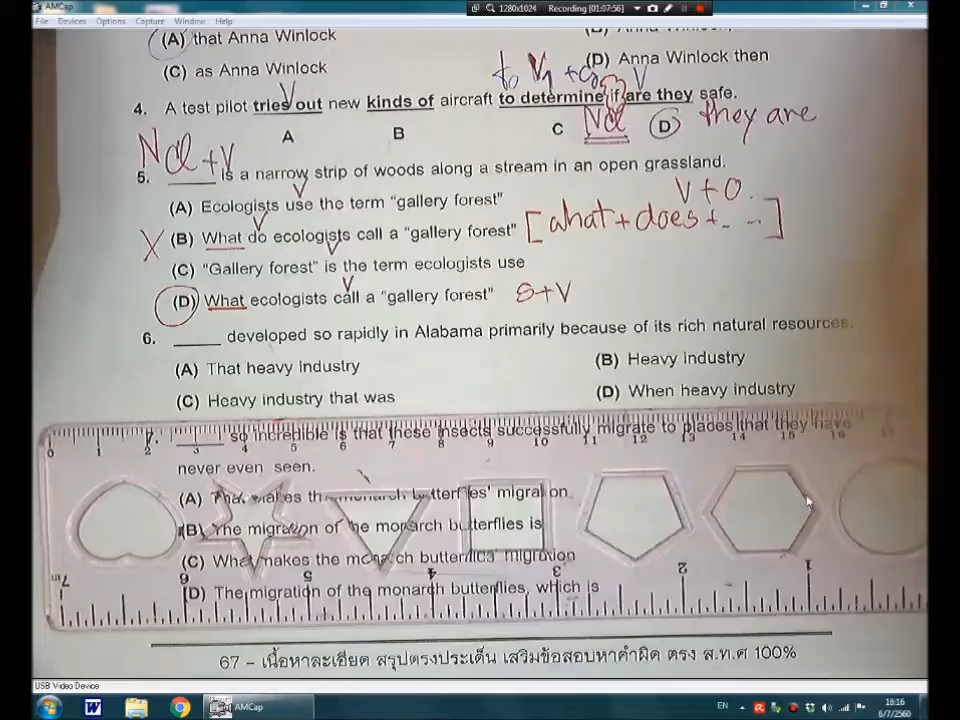 AMCap
1280x1024 Recording [01:07:56]
File Devices Options Capture Window Help
(A) that Anna Winlock
(C) as Anna Winlock
(D) Anna Winlock then
V
4. A test pilot tries out new kinds of aircraft to determine if are they safe.
A B C D
Ncl they are
Ncl + V
5. _____ is a narrow strip of woods along a stream in an open grassland.
V
V + O
(A) Ecologists use the term "gallery forest"
V
X (B) What do ecologists call a "gallery forest" [what + does + - - ]
V
(C) "Gallery forest" is the term ecologists use
V
(D) What ecologists call a "gallery forest" S+V
6. _____ developed so rapidly in Alabama primarily because of its rich natural resources.
(A) That heavy industry
(B) Heavy industry
(C) Heavy industry that was
(D) When heavy industry
7. _____ so incredible is that these insects successfully migrate to places that they have
never even seen.
(A) That makes the monarch butterflies' migration
(B) The migration of the monarch butterflies is
(C) What makes the monarch butterflies' migration
(D) The migration of the monarch butterflies, which is
67 - เนื้อหาละเอียด สรุปตรงประเด็น เสริมข้อสอบหาคำผิด ตรง ส.ท.ศ 100%
USB Video Device
AMCap
EN
18:16
6/7/2560